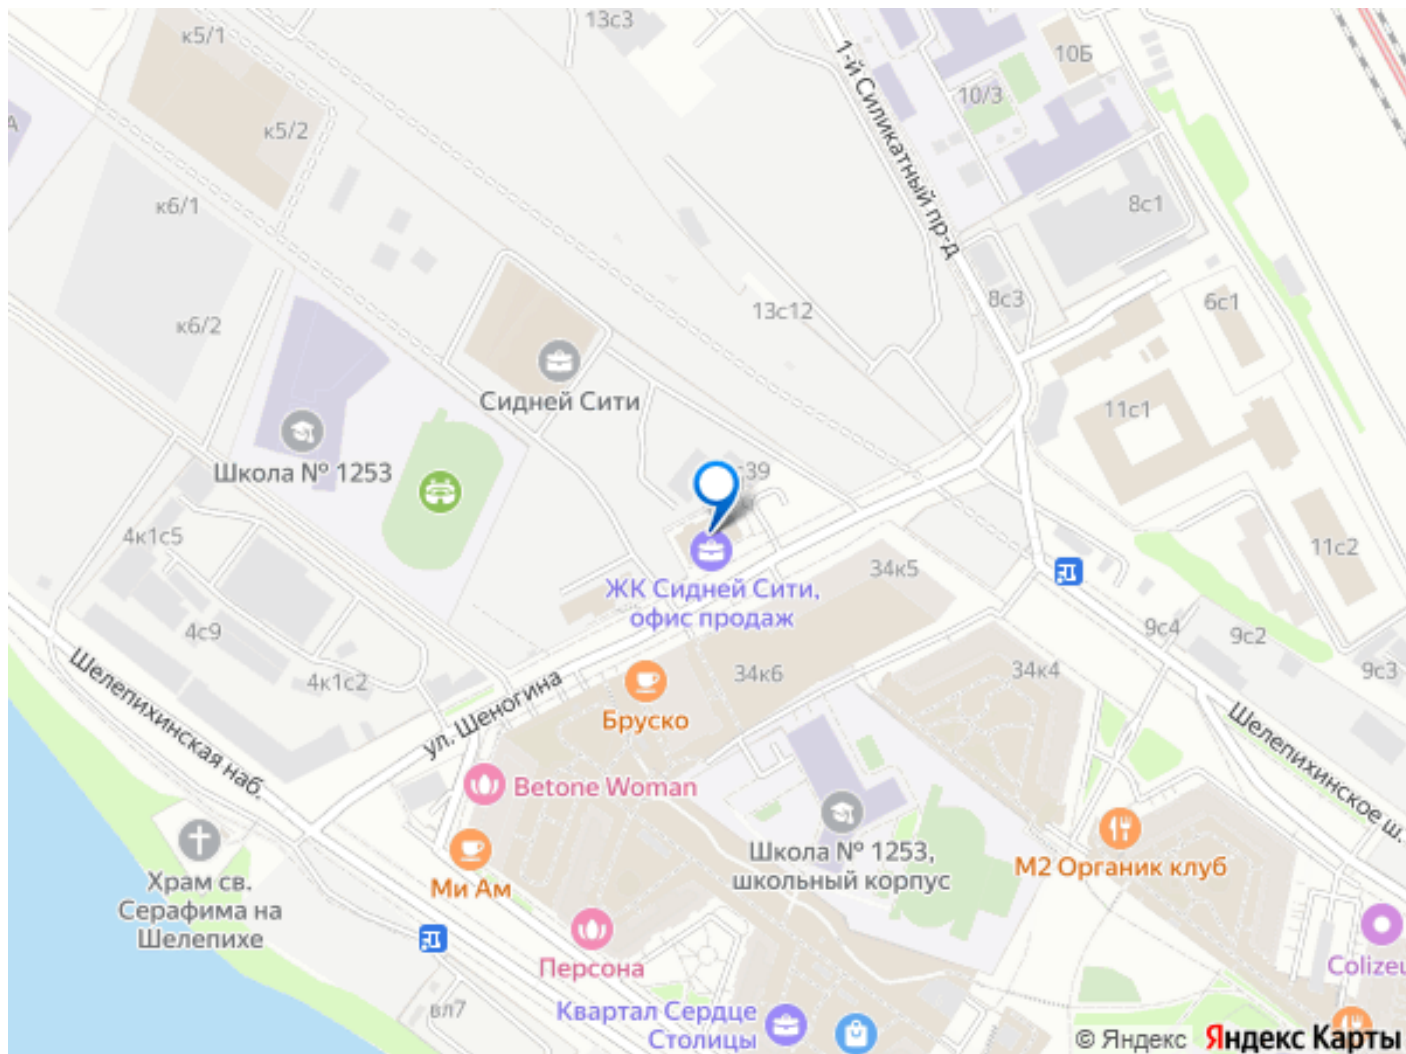 13с3
к5/1
10Б
1-й Силикатный пр-д
10/3
А
к5/2
к6/1
8с1
8с3
6с1
13с12
к6/2
Сидней Сити
11с1
Школа № 1253
39
4к1с5
11с2
34к5
ЖК Сидней Сити,
офис продаж
4с9
9с4
9с2
9с3
34к4
34к6
4к1с2
Шелепихинская наб.
ул. Шеногина
Бруско
Шелепихинское ш.
Betone Woman
М2 Органик клуб
Школа № 1253,
школьный корпус
Ми Ам
Храм св.
Серафима на
Шелепихе
Персона
Colizeu
вл7
Квартал Сердце
Столицы
© Яндекс Яндекс Карты